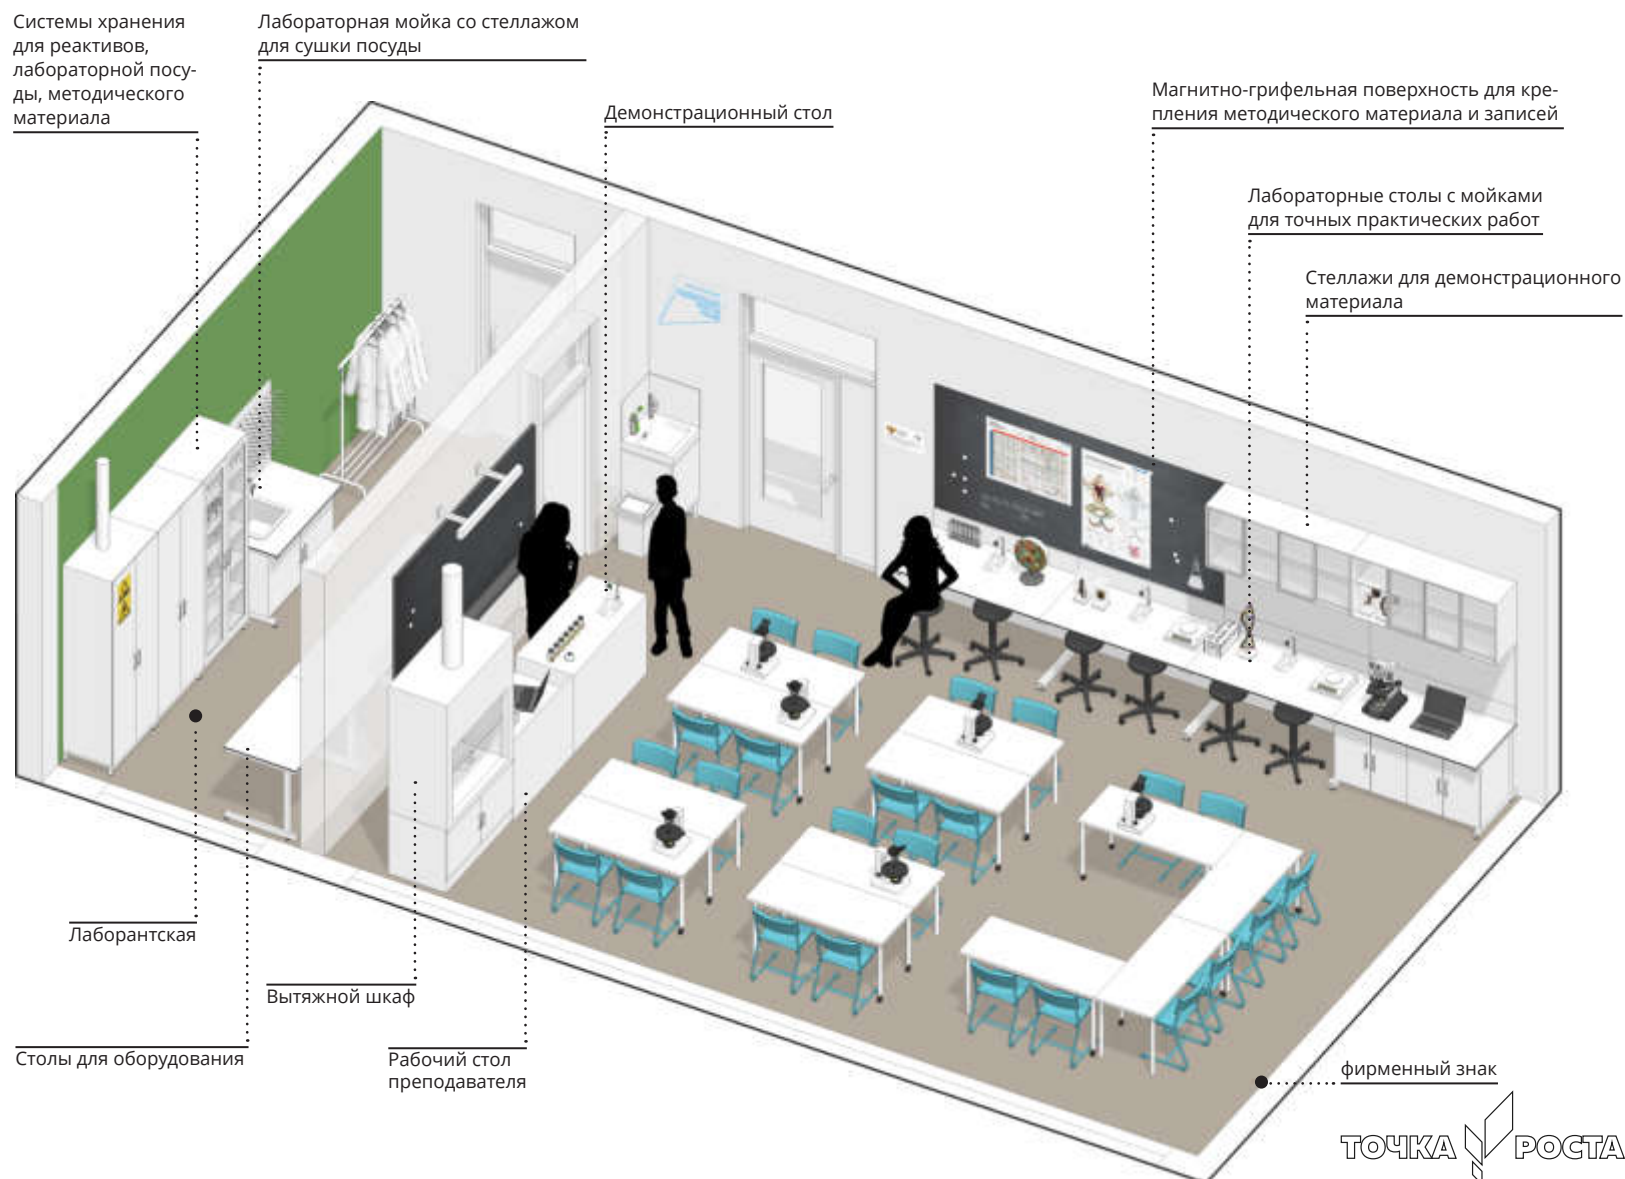 Системы хранения
для реактивов,
лабораторной посу-
ды, методического
материала
Лабораторная мойка со стеллажом
для сушки посуды
Демонстрационный стол
Магнитно-грифельная поверхность для кре-
пления методического материала и записей
Лабораторные столы с мойками
для точных практических работ
Стеллажи для демонстрационного
материала
Лаборантская
Вытяжной шкаф
Столы для оборудования
Рабочий стол
преподавателя
фирменный знак
ТОЧКА РОСТА